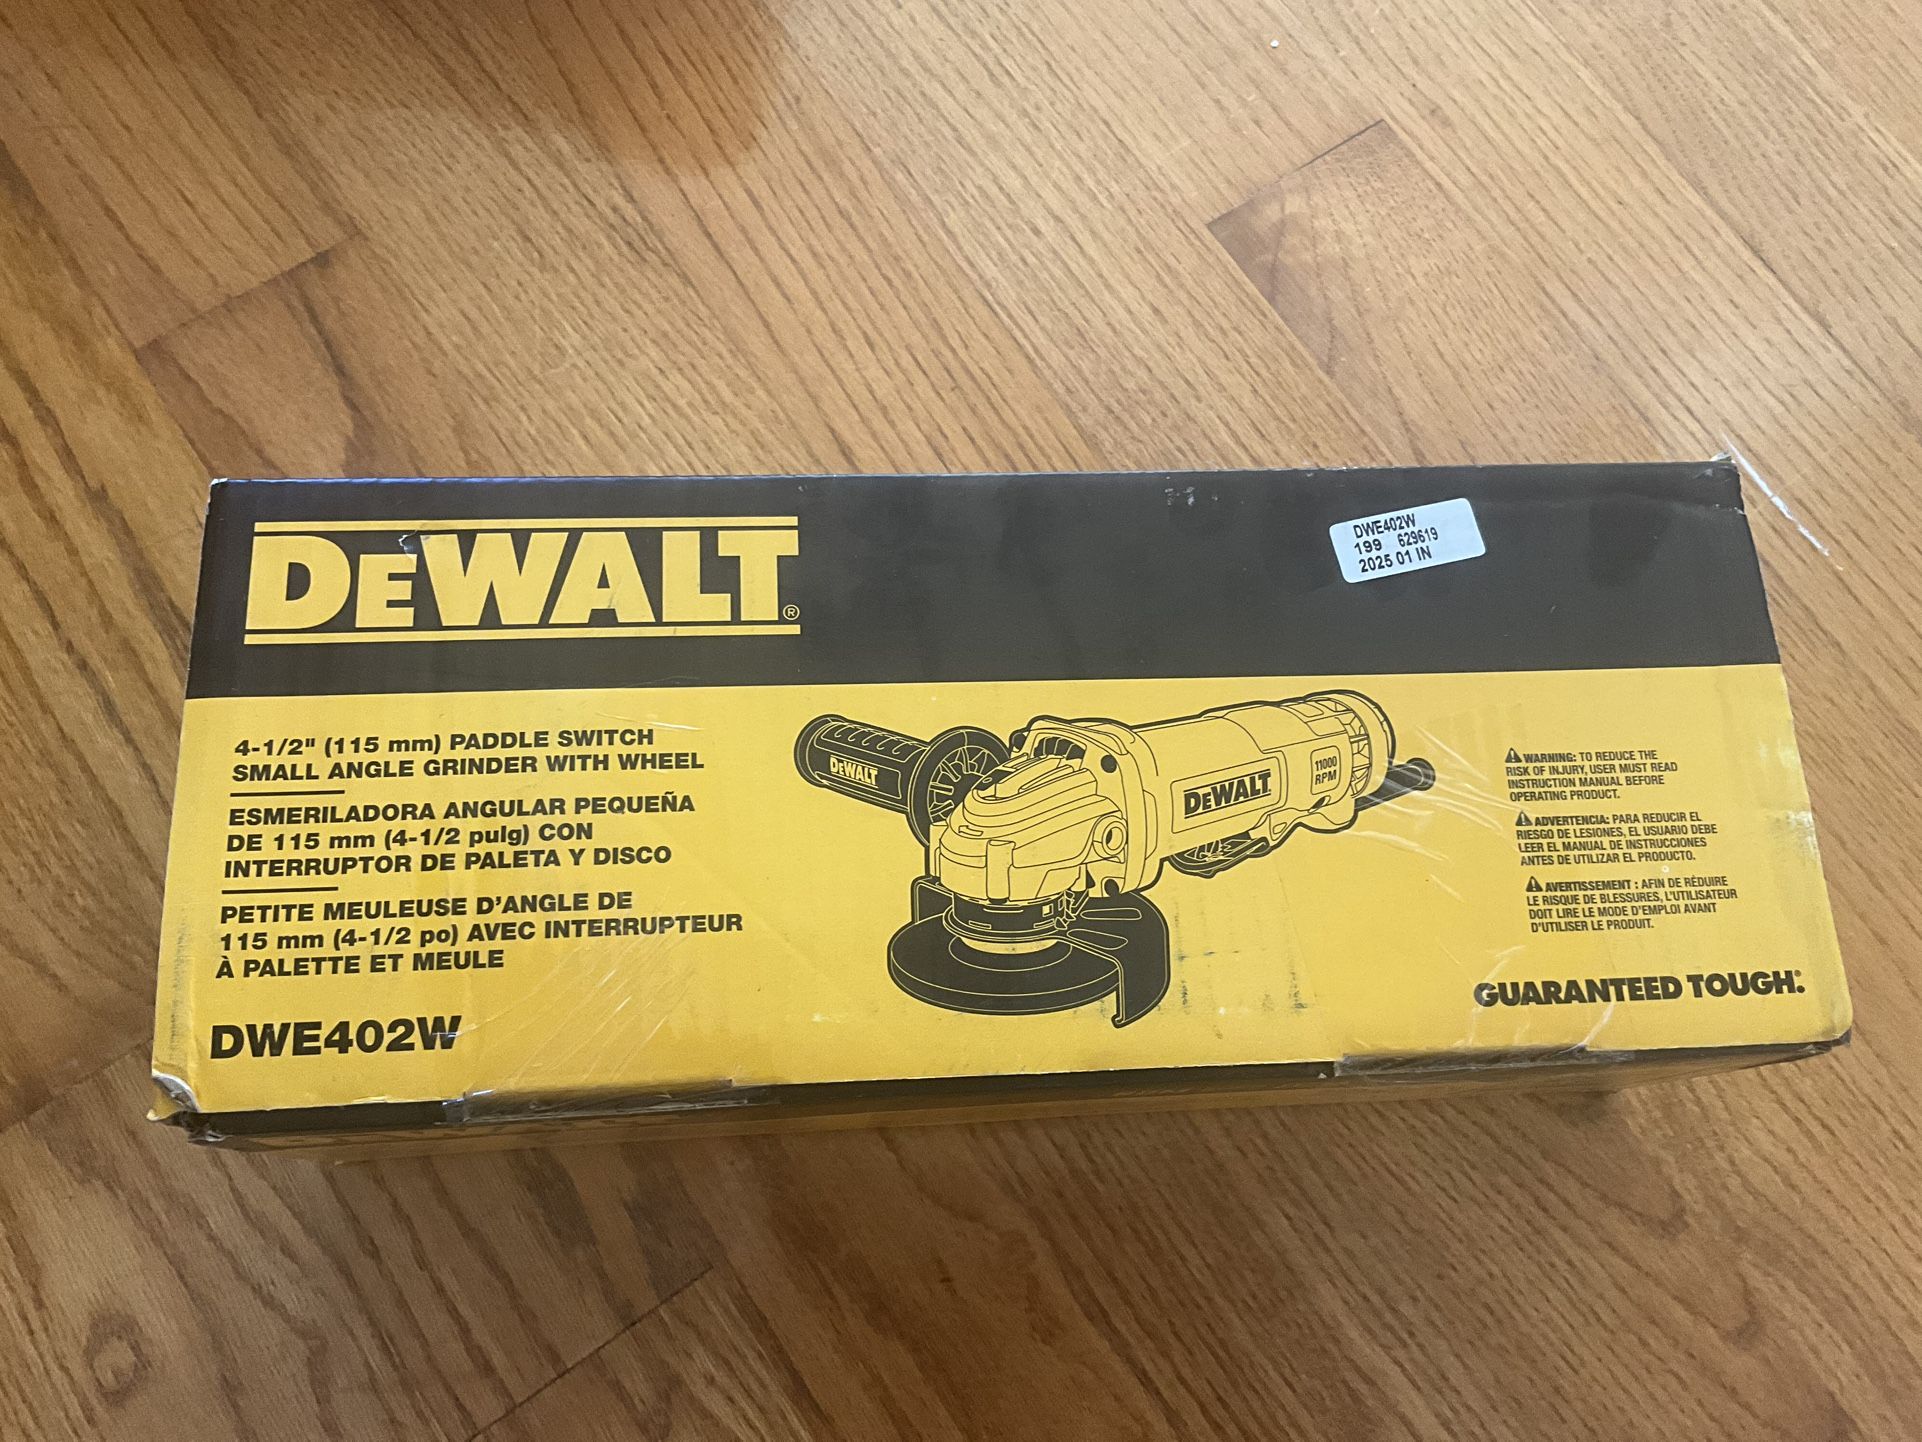 DEWALT®
DWE402W
199 629619
2025 01 IN
4-1/2" (115 mm) PADDLE SWITCH
SMALL ANGLE GRINDER WITH WHEEL
ESMERILADORA ANGULAR PEQUEÑA
DE 115 mm (4-1/2 pulg) CON
INTERRUPTOR DE PALETA Y DISCO
PETITE MEULEUSE D'ANGLE DE
115 mm (4-1/2 po) AVEC INTERRUPTEUR
À PALETTE ET MEULE
DWE402W
DEWALT
DEWALT
11000
RPM
WARNING: TO REDUCE THE
RISK OF INJURY, USER MUST READ
INSTRUCTION MANUAL BEFORE
OPERATING PRODUCT.
ADVERTENCIA: PARA REDUCIR EL
RIESGO DE LESIONES, EL USUARIO DEBE
LEER EL MANUAL DE INSTRUCCIONES
ANTES DE UTILIZAR EL PRODUCTO.
AVERTISSEMENT : AFIN DE RÉDUIRE
LE RISQUE DE BLESSURES, L'UTILISATEUR
DOIT LIRE LE MODE D'EMPLOI AVANT
D'UTILISER LE PRODUIT.
GUARANTEED TOUGH®